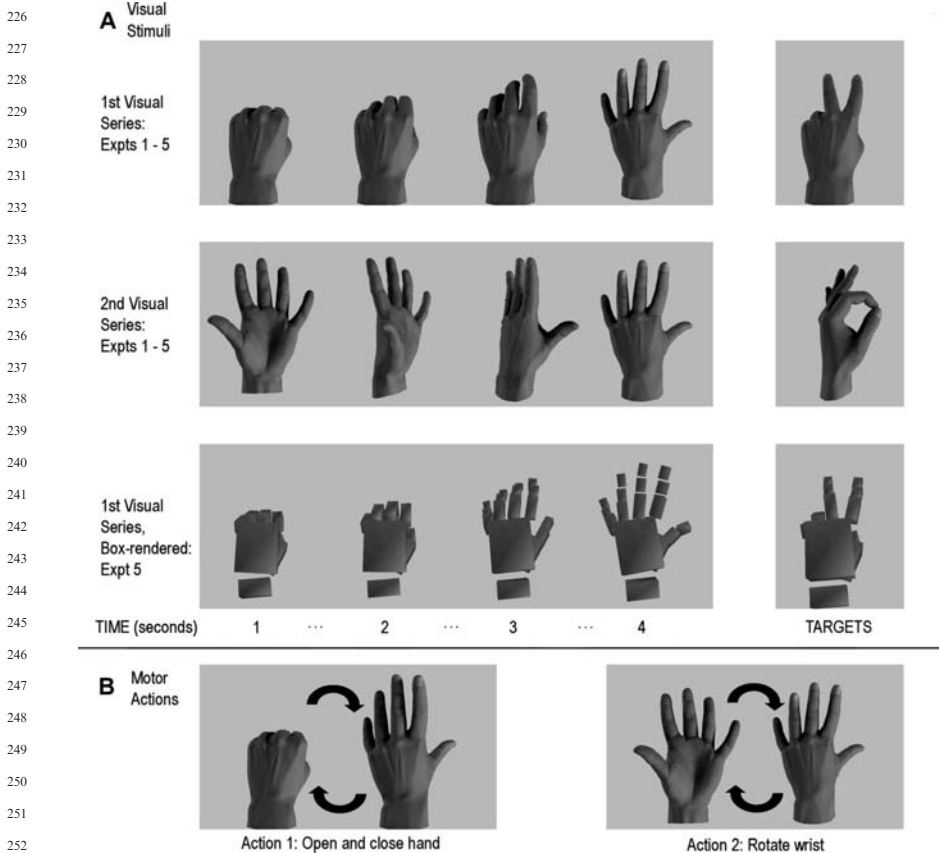 226
A Visual
Stimuli
227
228
229
1st Visual
Series:
Expts 1 - 5
230
231
232
233
234
235
2nd Visual
Series:
Expts 1 - 5
236
237
238
239
240
241
1st Visual
Series,
Box-rendered:
Expt 5
242
243
244
245
TIME (seconds) 1 ... 2 ... 3 ... 4 TARGETS
246
247
B Motor
Actions
248
249
250
251
252
Action 1: Open and close hand
Action 2: Rotate wrist